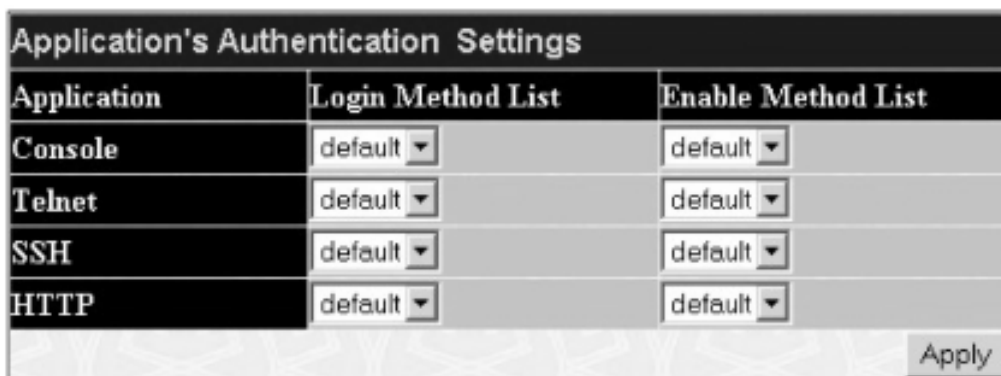 Application's Authentication Settings
Application Login Method List Enable Method List
Console default default
Telnet default default
SSH default default
HTTP default default
Apply